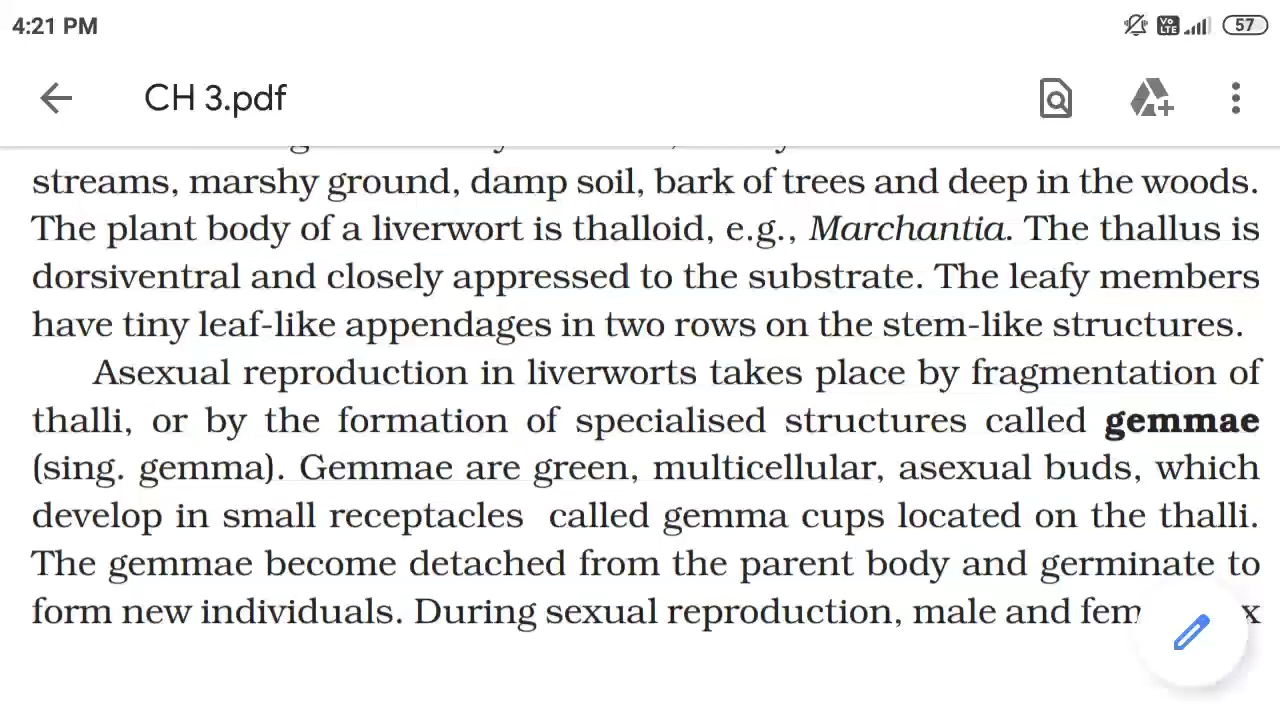 4:21 PM
Vo LTE 57
CH 3.pdf
streams, marshy ground, damp soil, bark of trees and deep in the woods.
The plant body of a liverwort is thalloid, e.g., Marchantia. The thallus is
dorsiventral and closely appressed to the substrate. The leafy members
have tiny leaf-like appendages in two rows on the stem-like structures.
Asexual reproduction in liverworts takes place by fragmentation of
thalli, or by the formation of specialised structures called gemmae
(sing. gemma). Gemmae are green, multicellular, asexual buds, which
develop in small receptacles called gemma cups located on the thalli.
The gemmae become detached from the parent body and germinate to
form new individuals. During sexual reproduction, male and